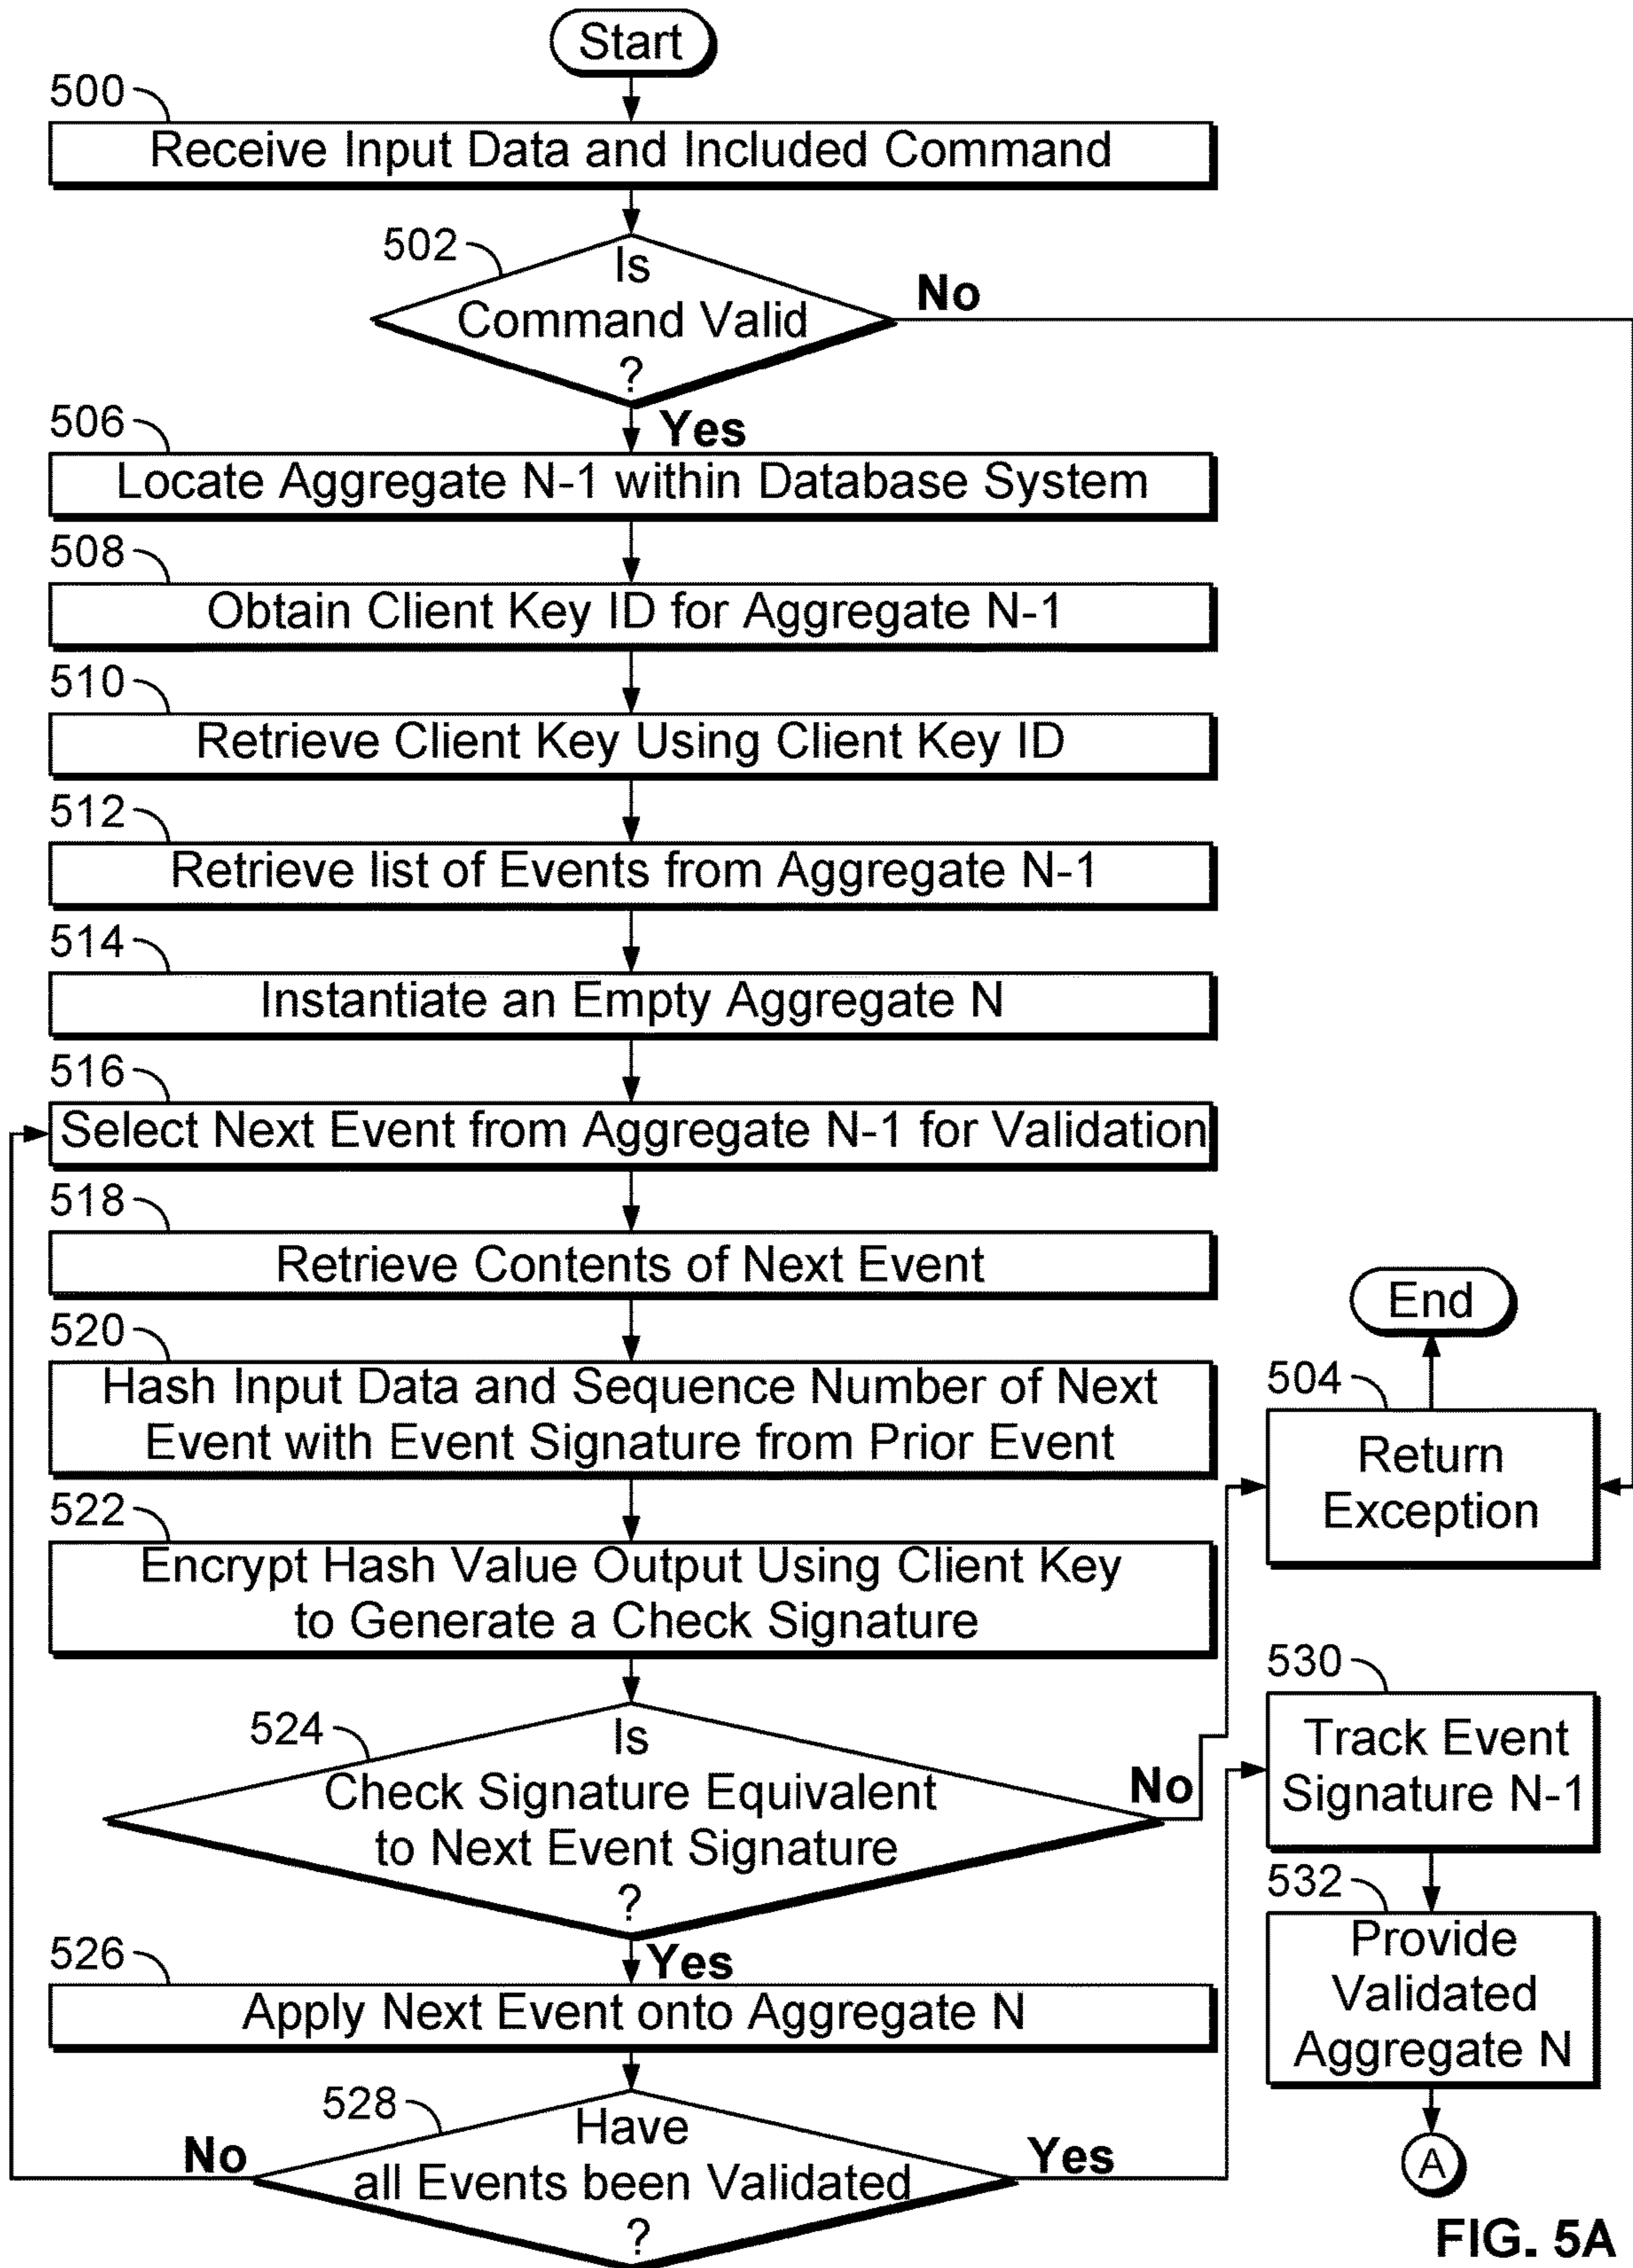 Start
500
Receive Input Data and Included Command
502
Is
Command Valid
?
No
Yes
506
Locate Aggregate N-1 within Database System
508
Obtain Client Key ID for Aggregate N-1
510
Retrieve Client Key Using Client Key ID
512
Retrieve list of Events from Aggregate N-1
514
Instantiate an Empty Aggregate N
516
Select Next Event from Aggregate N-1 for Validation
518
Retrieve Contents of Next Event
520
Hash Input Data and Sequence Number of Next
Event with Event Signature from Prior Event
522
Encrypt Hash Value Output Using Client Key
to Generate a Check Signature
524
Is
Check Signature Equivalent
to Next Event Signature
?
No
Yes
526
Apply Next Event onto Aggregate N
528
Have
all Events been Validated
?
No
Yes
End
504
Return
Exception
530
Track Event
Signature N-1
532
Provide
Validated
Aggregate N
A
FIG. 5A